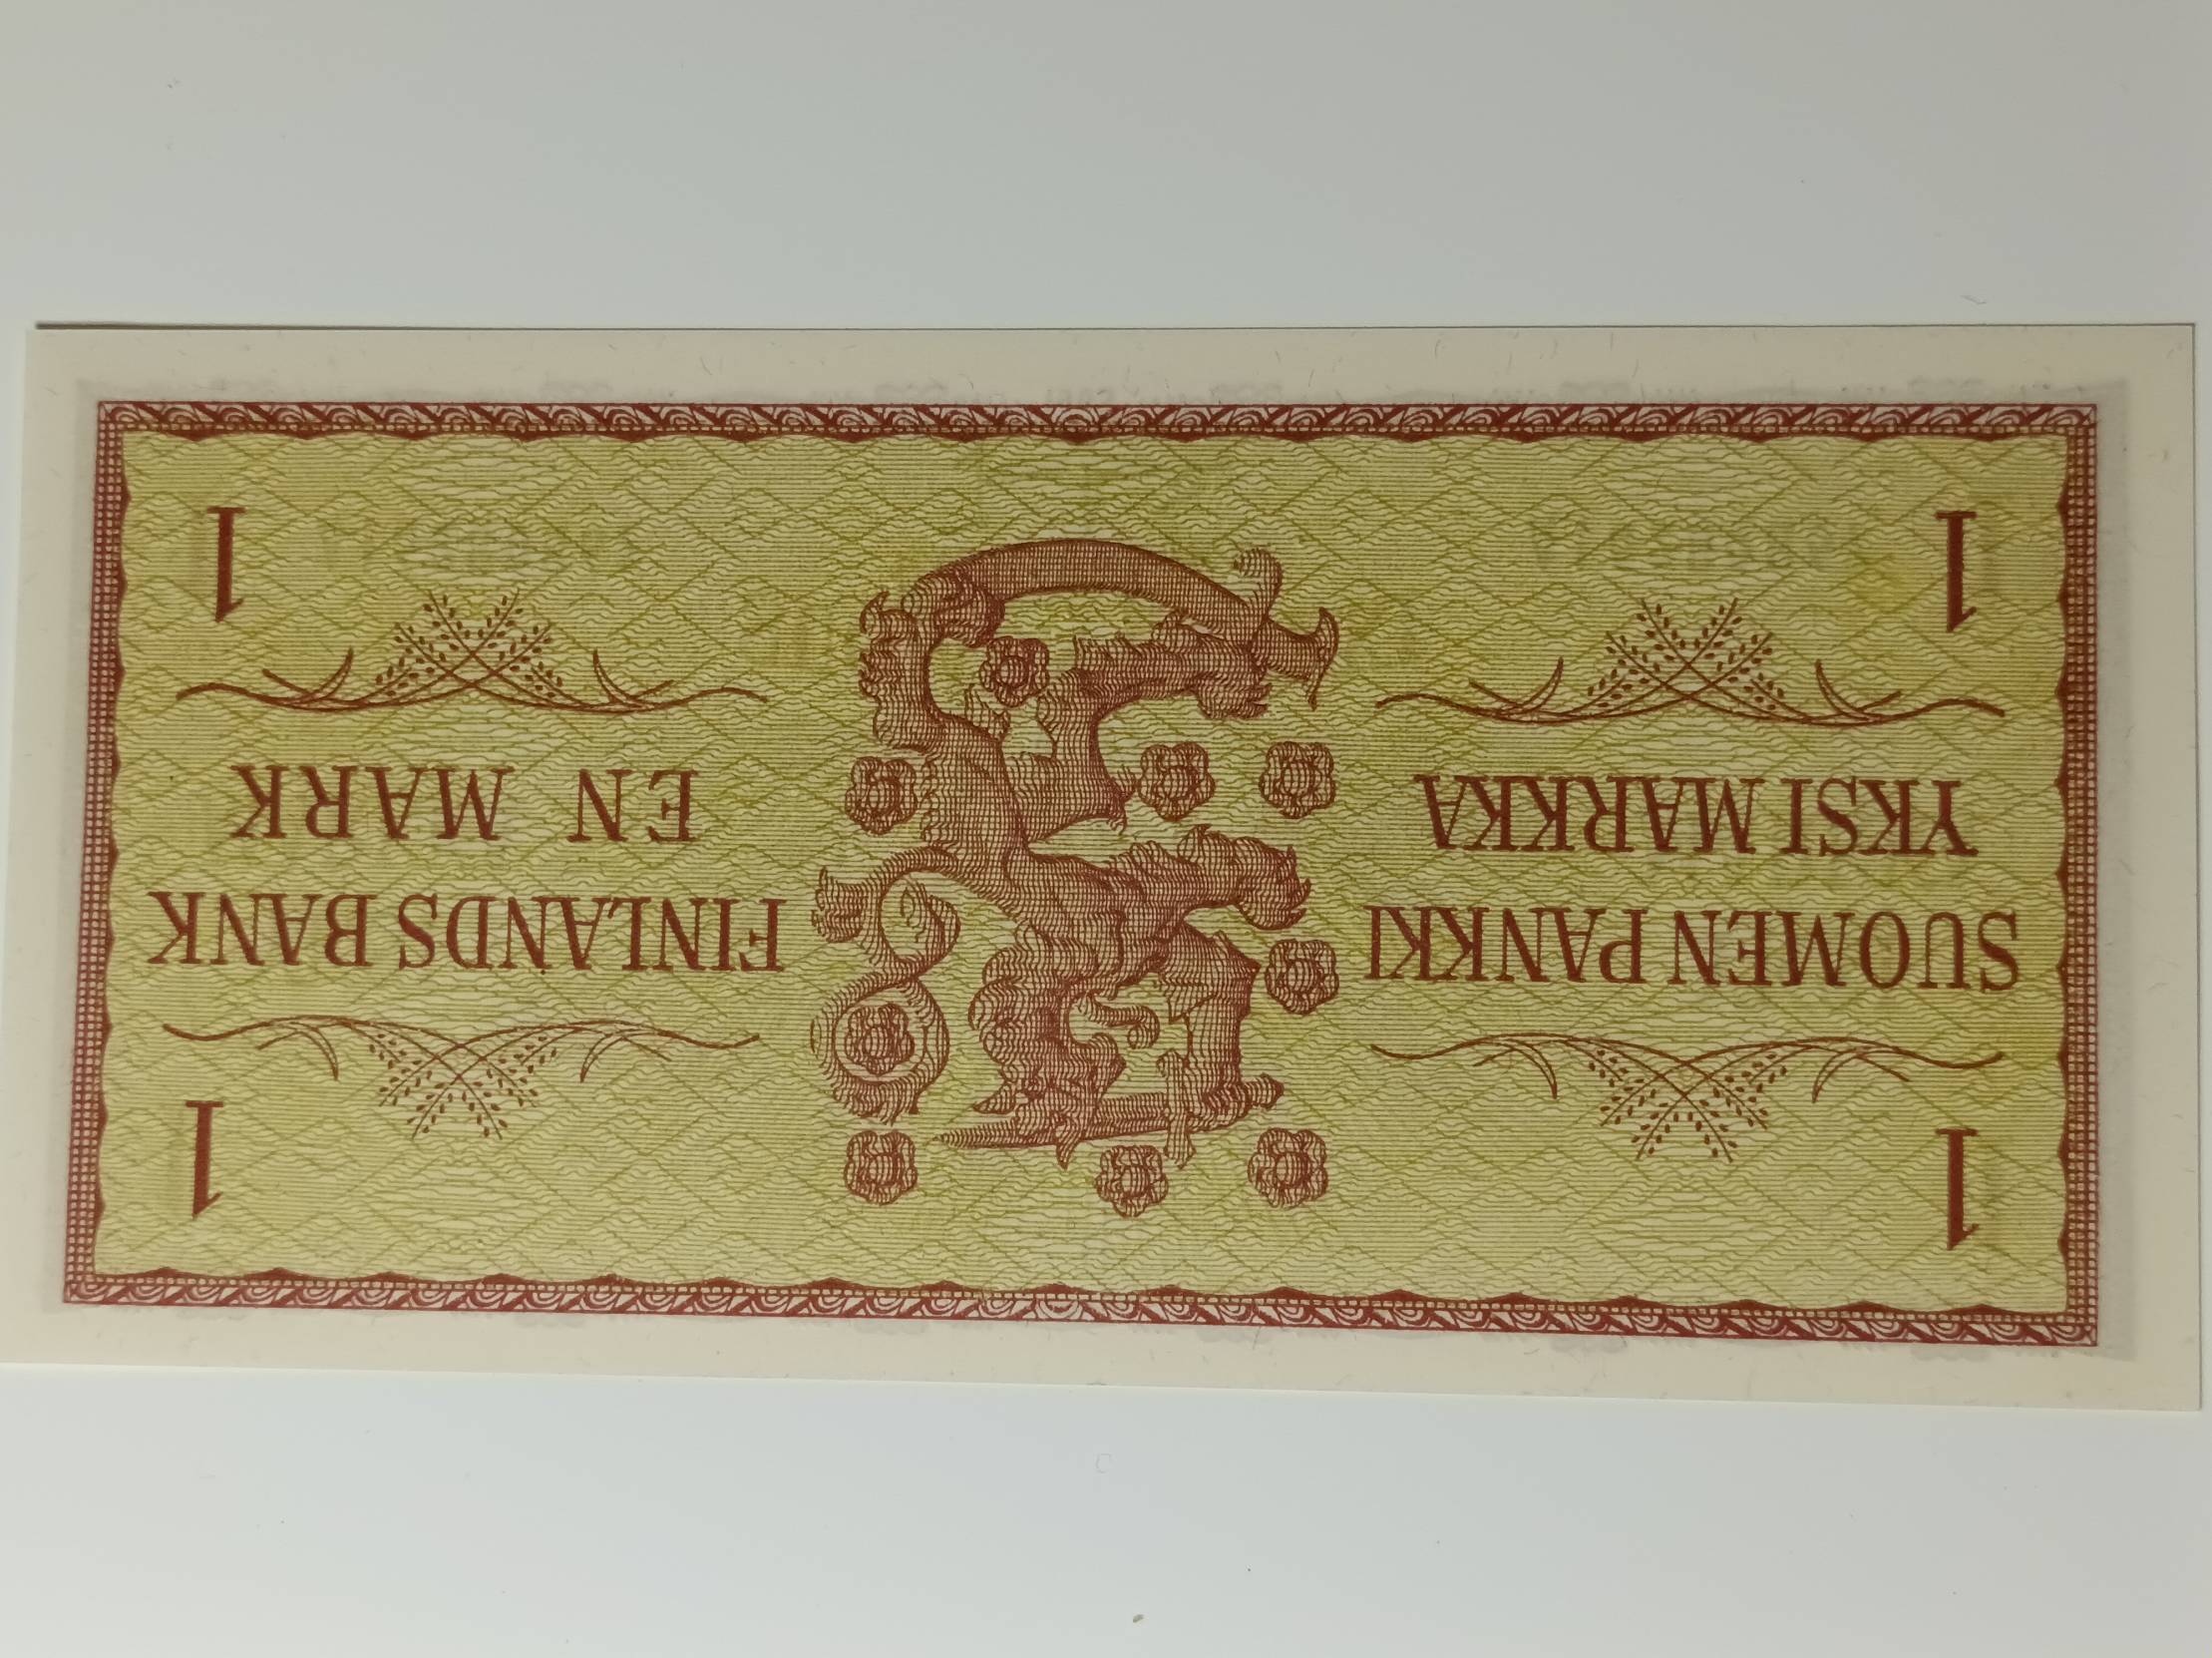 1 1
SUOMEN PANKKI
YKSI MARKKA
FINLANDS BANK
EN MARK
1 1